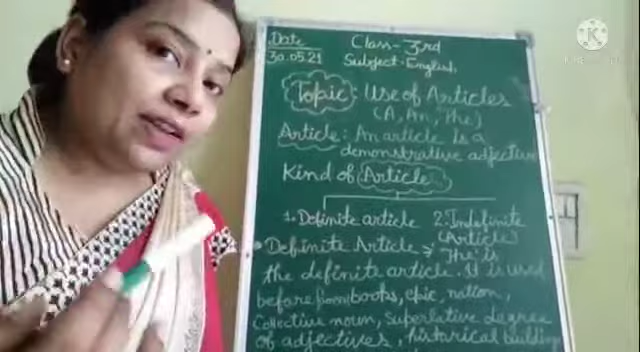 Date
30.05.21
Class-3rd
Subject-English.
Topic: Use of Articles
(A, An, The)
Article: An article is a
demonstrative adjective
Kind of Article
1. Definite article 2. Indefinite
(Article)
Definite Article → 'The' is
the definite article. It is used
before books, epic, nation,
Collective noun, Superlative degree
of adjectives, historical building